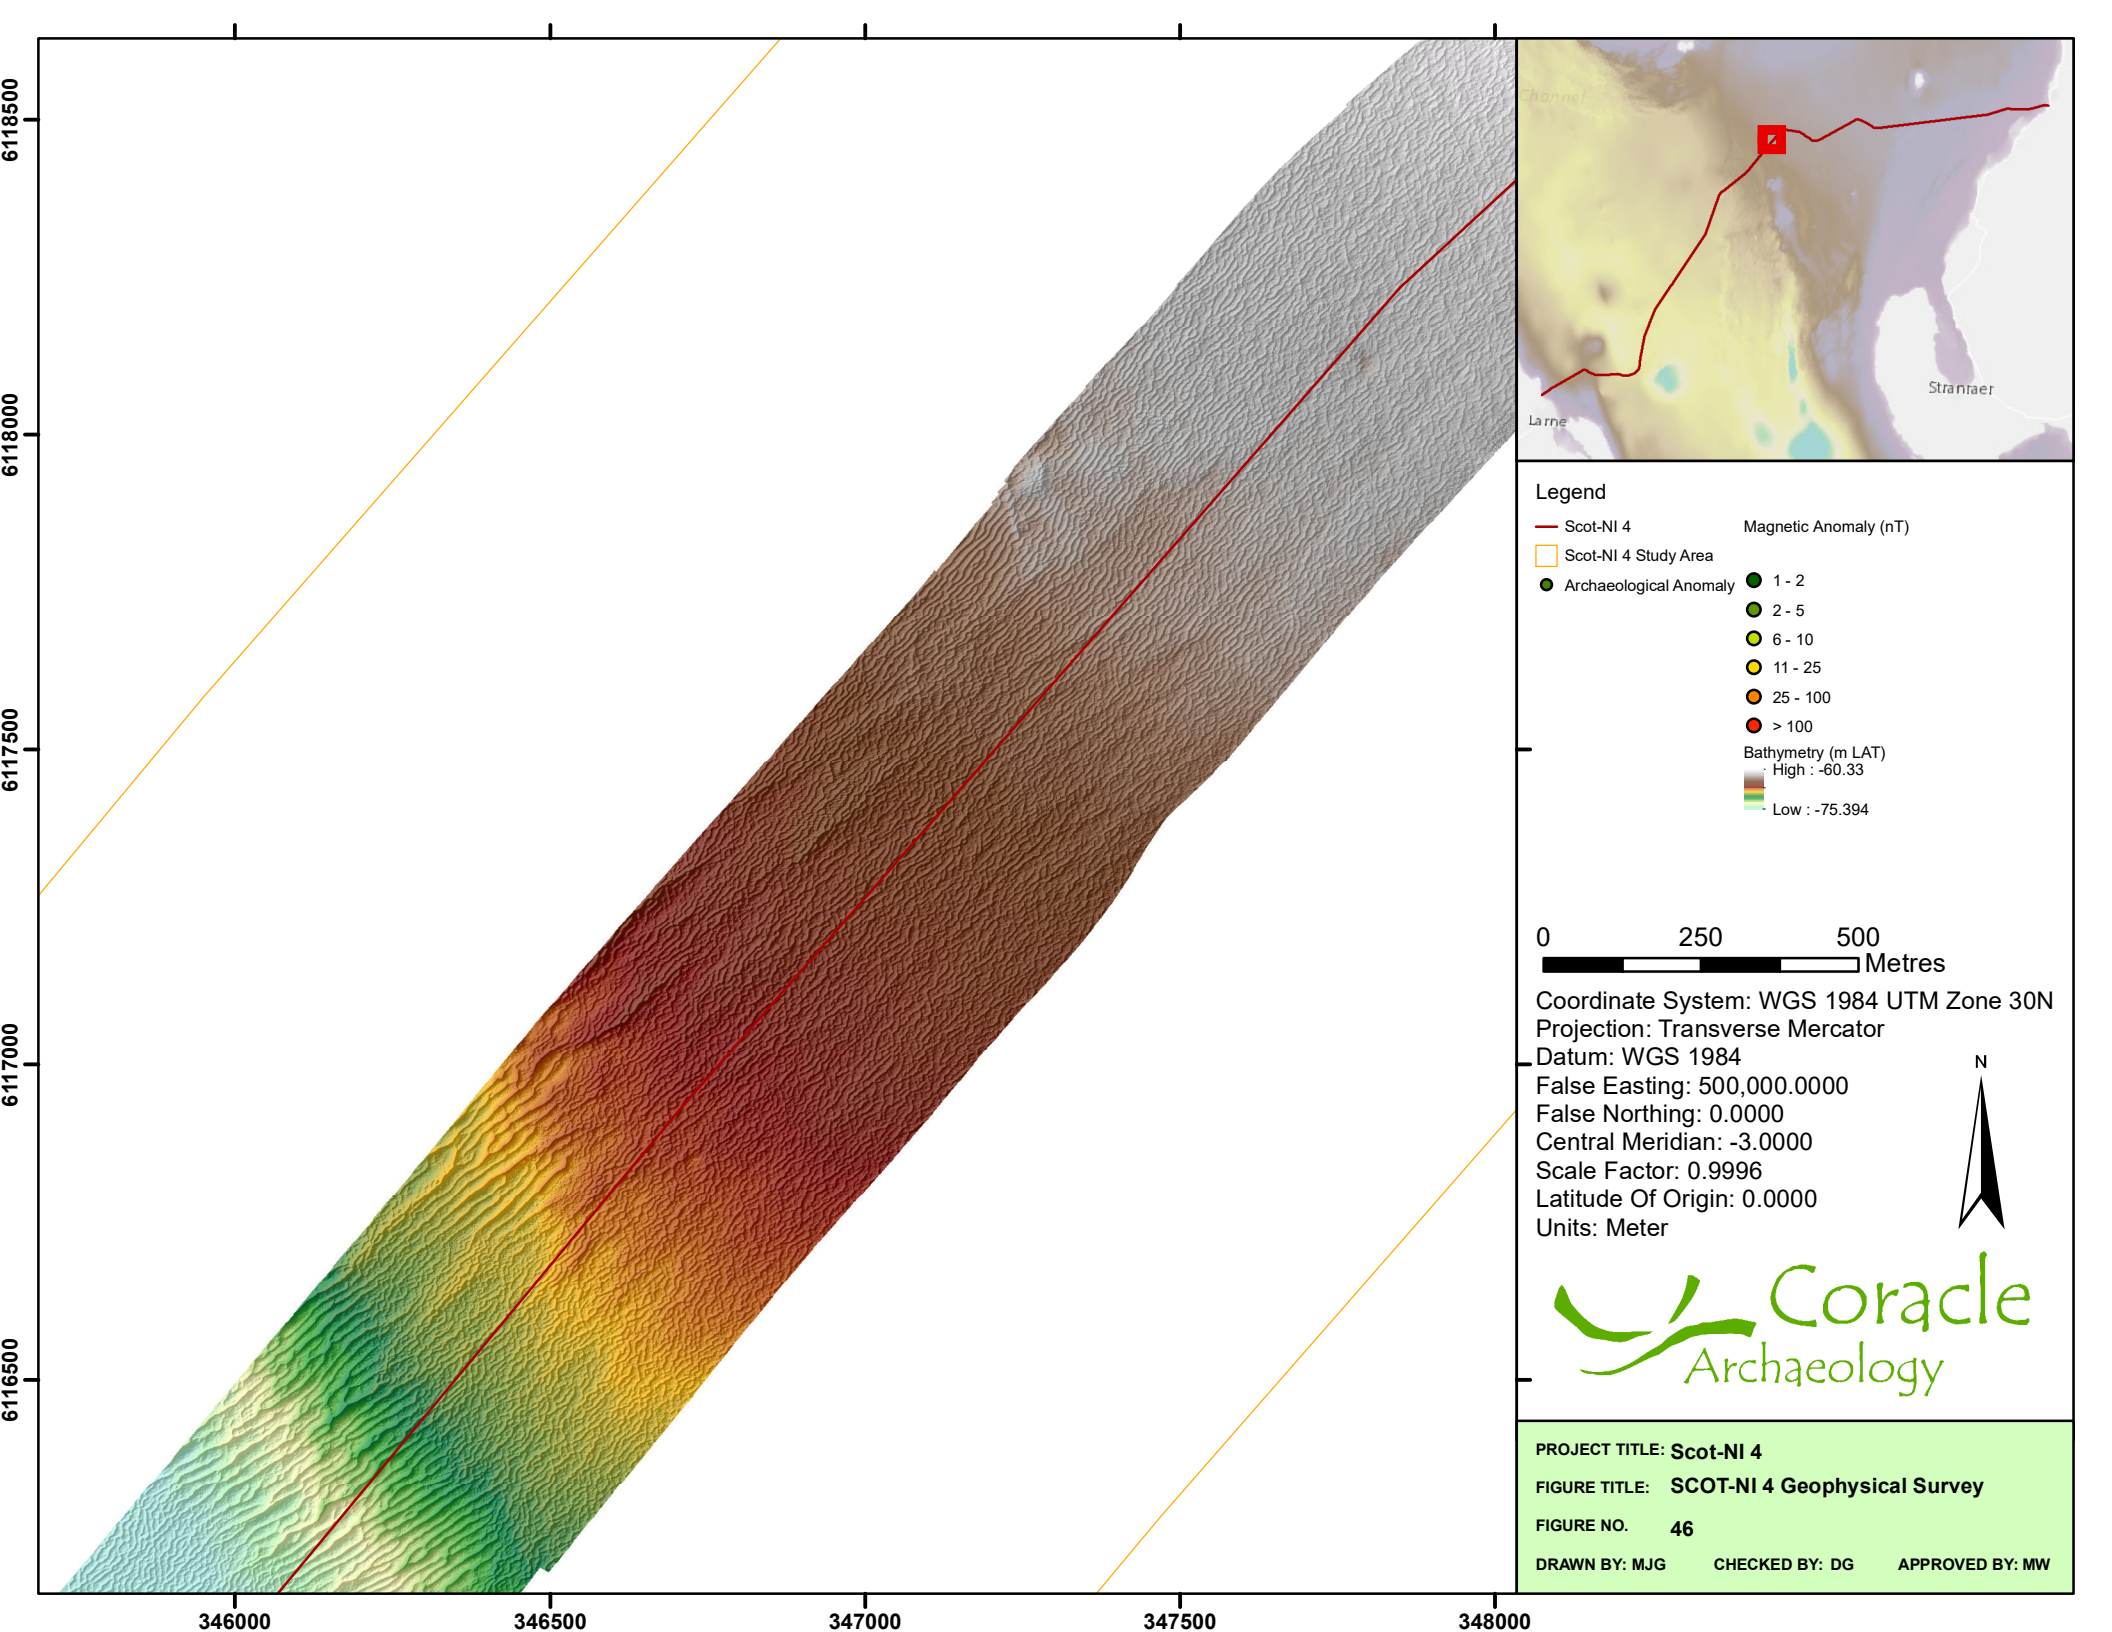 6118500
6118000
6117500
6117000
6116500
346000
346500
347000
347500
348000
Channel
Stranraer
Larne
Legend
Scot-NI 4
Scot-NI 4 Study Area
Archaeological Anomaly
Magnetic Anomaly (nT)
1 - 2
2 - 5
6 - 10
11 - 25
25 - 100
> 100
Bathymetry (m LAT)
High : -60.33
Low : -75.394
0 250 500
Metres
Coordinate System: WGS 1984 UTM Zone 30N
Projection: Transverse Mercator
Datum: WGS 1984
False Easting: 500,000.0000
False Northing: 0.0000
Central Meridian: -3.0000
Scale Factor: 0.9996
Latitude Of Origin: 0.0000
Units: Meter
N
Coracle
Archaeology
PROJECT TITLE: Scot-NI 4
FIGURE TITLE: SCOT-NI 4 Geophysical Survey
FIGURE NO. 46
DRAWN BY: MJG CHECKED BY: DG APPROVED BY: MW